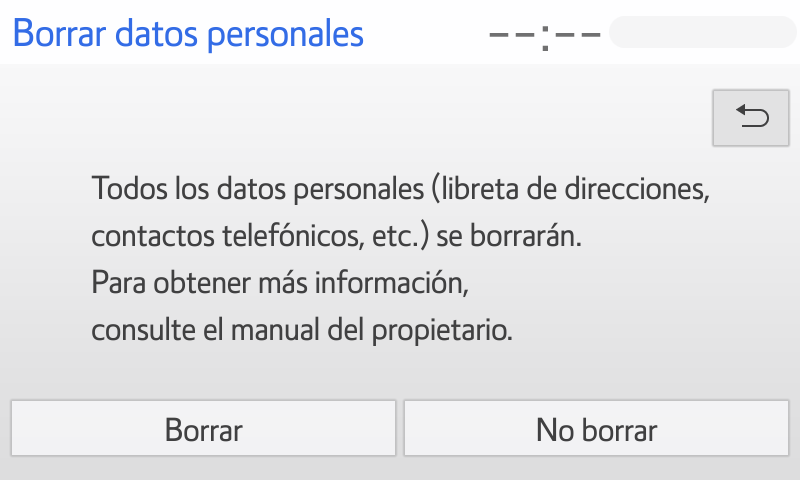 Borrar datos personales
--:--
Todos los datos personales (libreta de direcciones,
contactos telefónicos, etc.) se borrarán.
Para obtener más información,
consulte el manual del propietario.
Borrar
No borrar